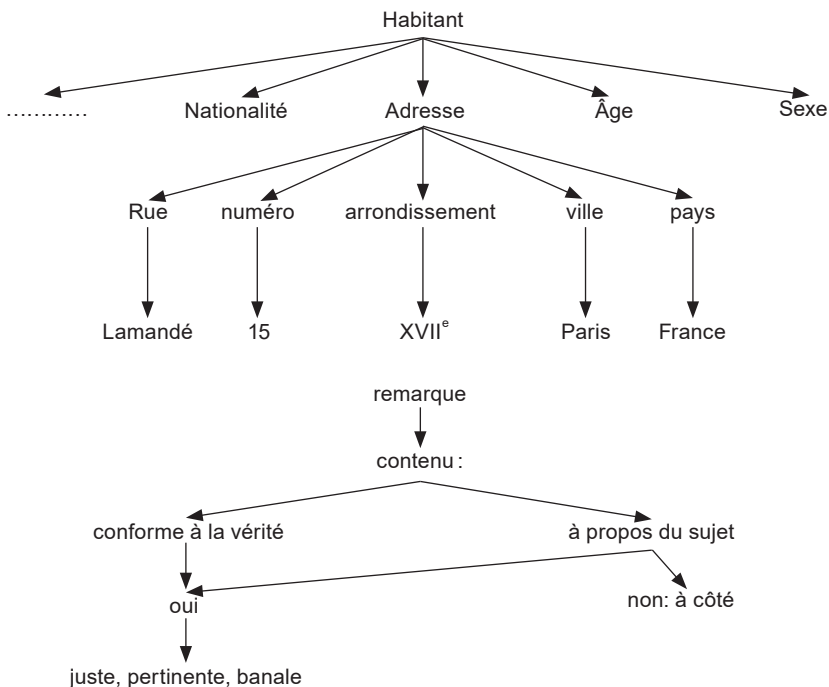 Habitant
………… Nationalité Adresse Âge Sexe
Rue numéro arrondissement ville pays
Lamandé 15 XVIIe Paris France
remarque
contenu :
conforme à la vérité à propos du sujet
oui non: à côté
juste, pertinente, banale